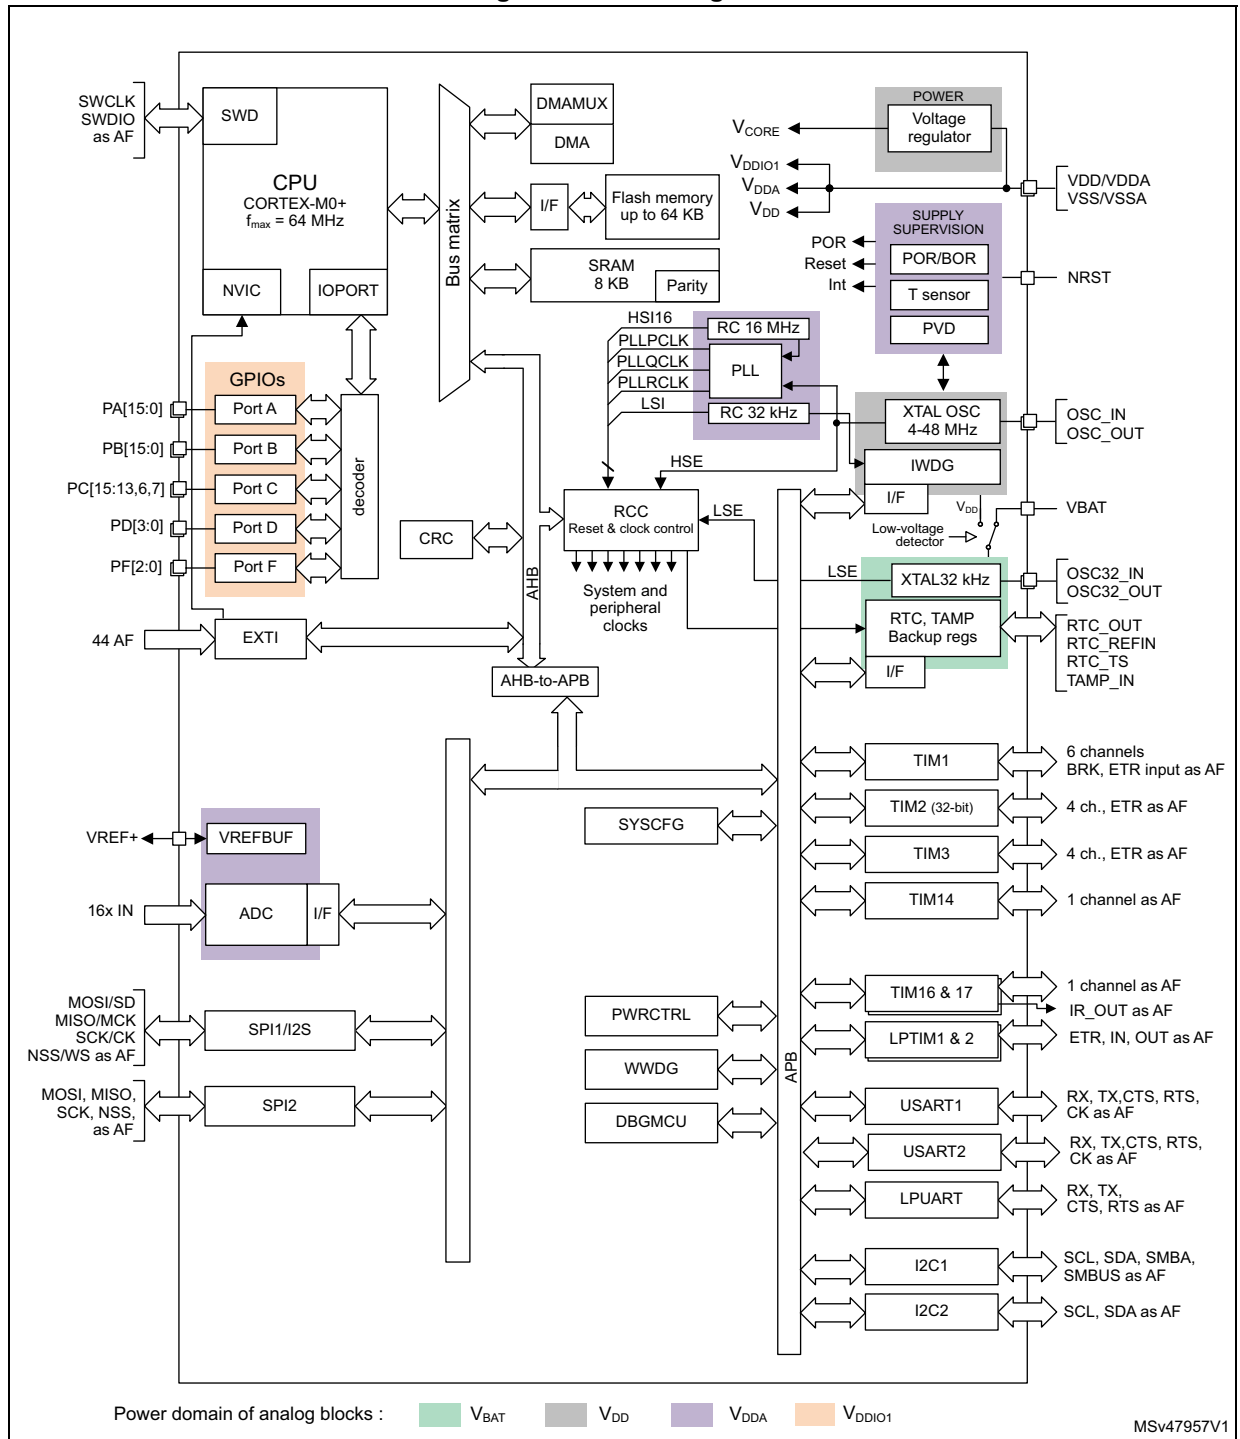 SWCLK
SWDIO
as AF
SWD
CPU
CORTEX-M0+
fmax = 64 MHz
NVIC
IOPORT
Bus matrix
DMAMUX
DMA
I/F
Flash memory
up to 64 KB
SRAM
8 KB
Parity
POWER
Voltage
regulator
VCORE
VDDIO1
VDDA
VDD
VDD/VDDA
VSS/VSSA
SUPPLY
SUPERVISION
POR
Reset
Int
POR/BOR
T sensor
PVD
NRST
HSI16
PLLPCLK
PLLQCLK
PLLRCLK
LSI
RC 16 MHz
PLL
RC 32 kHz
GPIOs
PA[15:0]
Port A
PB[15:0]
Port B
PC[15:13,6,7]
Port C
PD[3:0]
Port D
PF[2:0]
Port F
decoder
XTAL OSC
4-48 MHz
OSC_IN
OSC_OUT
IWDG
I/F
HSE
VDD
VBAT
Low-voltage
detector
CRC
RCC
Reset & clock control
LSE
LSE
XTAL32 kHz
OSC32_IN
OSC32_OUT
AHB
System and
peripheral
clocks
RTC, TAMP
Backup regs
I/F
RTC_OUT
RTC_REFIN
RTC_TS
TAMP_IN
44 AF
EXTI
AHB-to-APB
TIM1
6 channels
BRK, ETR input as AF
TIM2 (32-bit)
4 ch., ETR as AF
SYSCFG
VREF+
VREFBUF
TIM3
4 ch., ETR as AF
16x IN
ADC
I/F
TIM14
1 channel as AF
TIM16 & 17
1 channel as AF
IR_OUT as AF
MOSI/SD
MISO/MCK
SCK/CK
NSS/WS as AF
SPI1/I2S
PWRCTRL
LPTIM1 & 2
ETR, IN, OUT as AF
APB
WWDG
MOSI, MISO,
SCK, NSS,
as AF
SPI2
DBGMCU
USART1
RX, TX,CTS, RTS,
CK as AF
USART2
RX, TX,CTS, RTS,
CK as AF
LPUART
RX, TX,
CTS, RTS as AF
I2C1
SCL, SDA, SMBA,
SMBUS as AF
I2C2
SCL, SDA as AF
Power domain of analog blocks :
VBAT
VDD
VDDA
VDDIO1
MSv47957V1